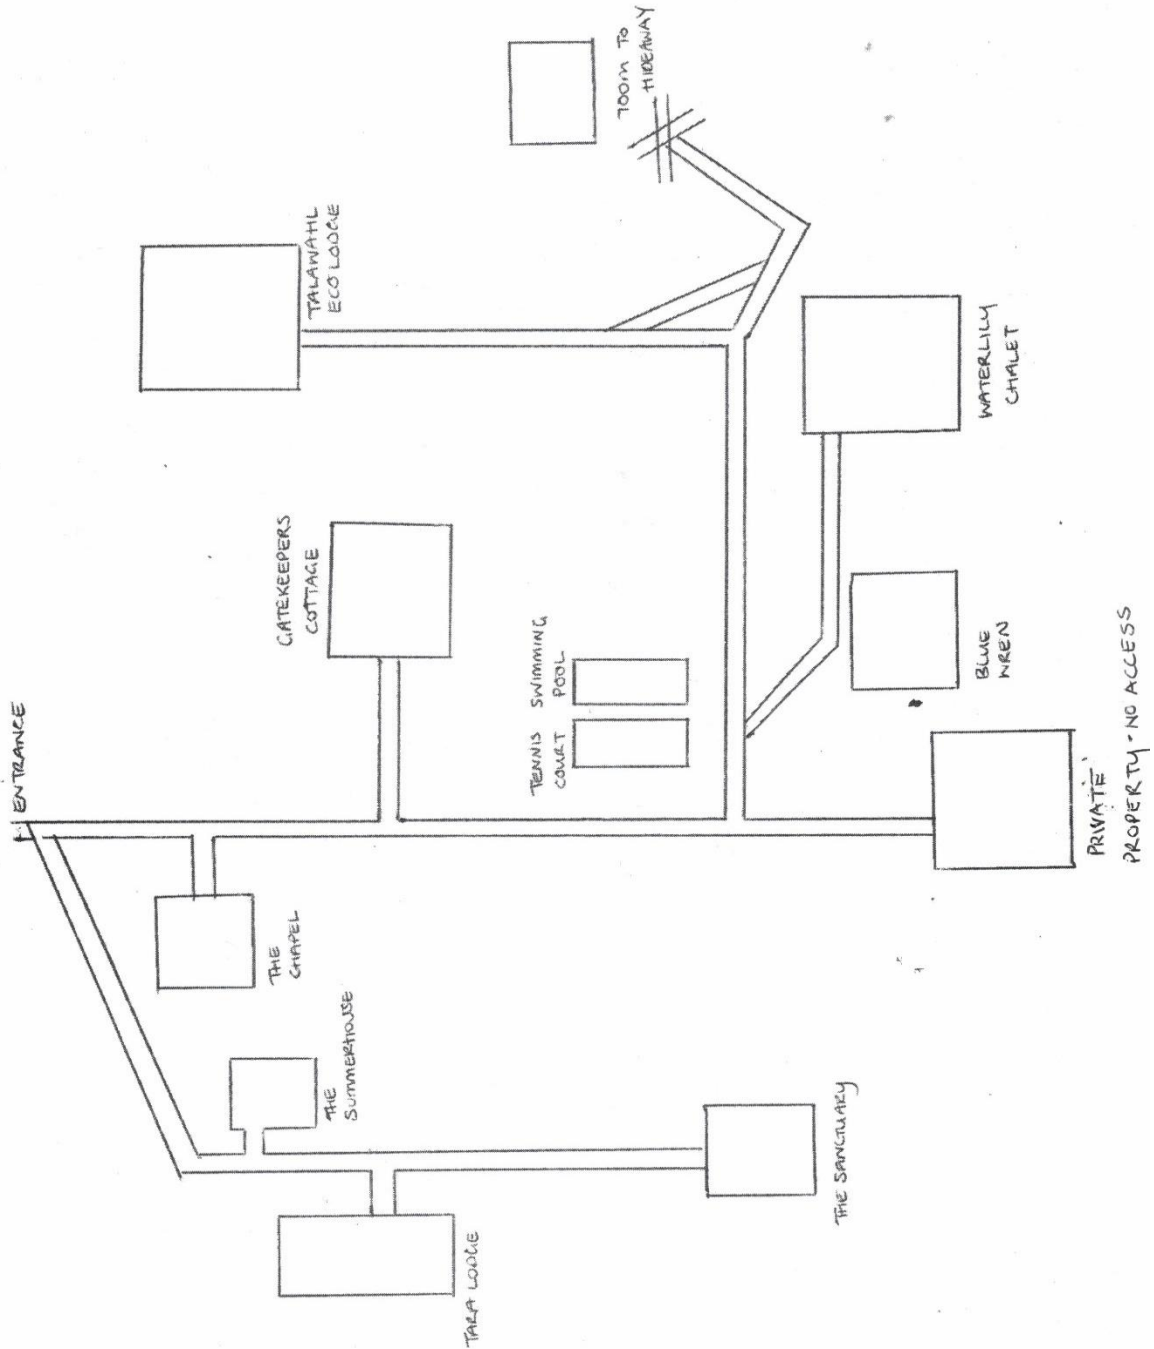 ENTRANCE
THE
CHAPEL
GATEKEEPERS
COTTAGE
TALAWAHL
ECO LODGE
THE
SUMMERHOUSE
TARA LODGE
TENNIS
COURT
SWIMMING
POOL
700m TO
HIDEAWAY
THE SANCTUARY
BLUE
WREN
WATERLILY
CHALET
PRIVATE
PROPERTY - NO ACCESS